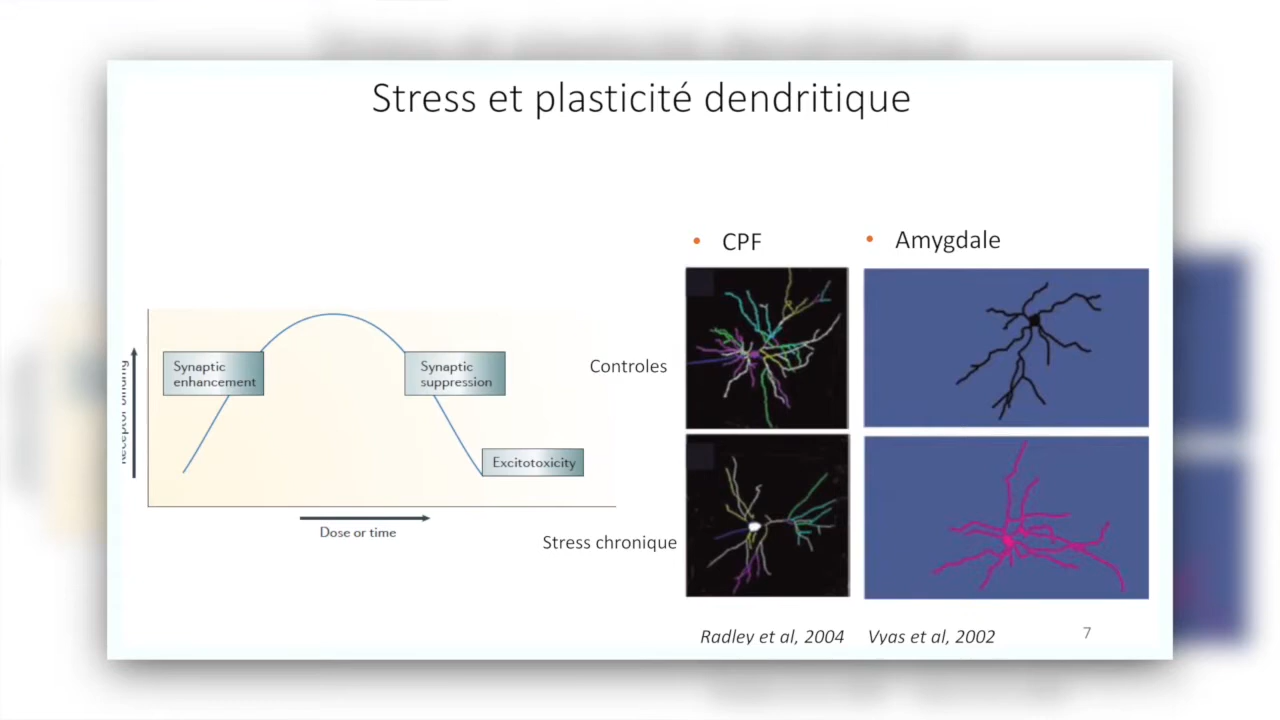 Stress et plasticité dendritique
• CPF
• Amygdale
Synaptic
enhancement
Synaptic
suppression
Excitotoxicity
Dose or time
Controles
Stress chronique
Radley et al, 2004
Vyas et al, 2002
7